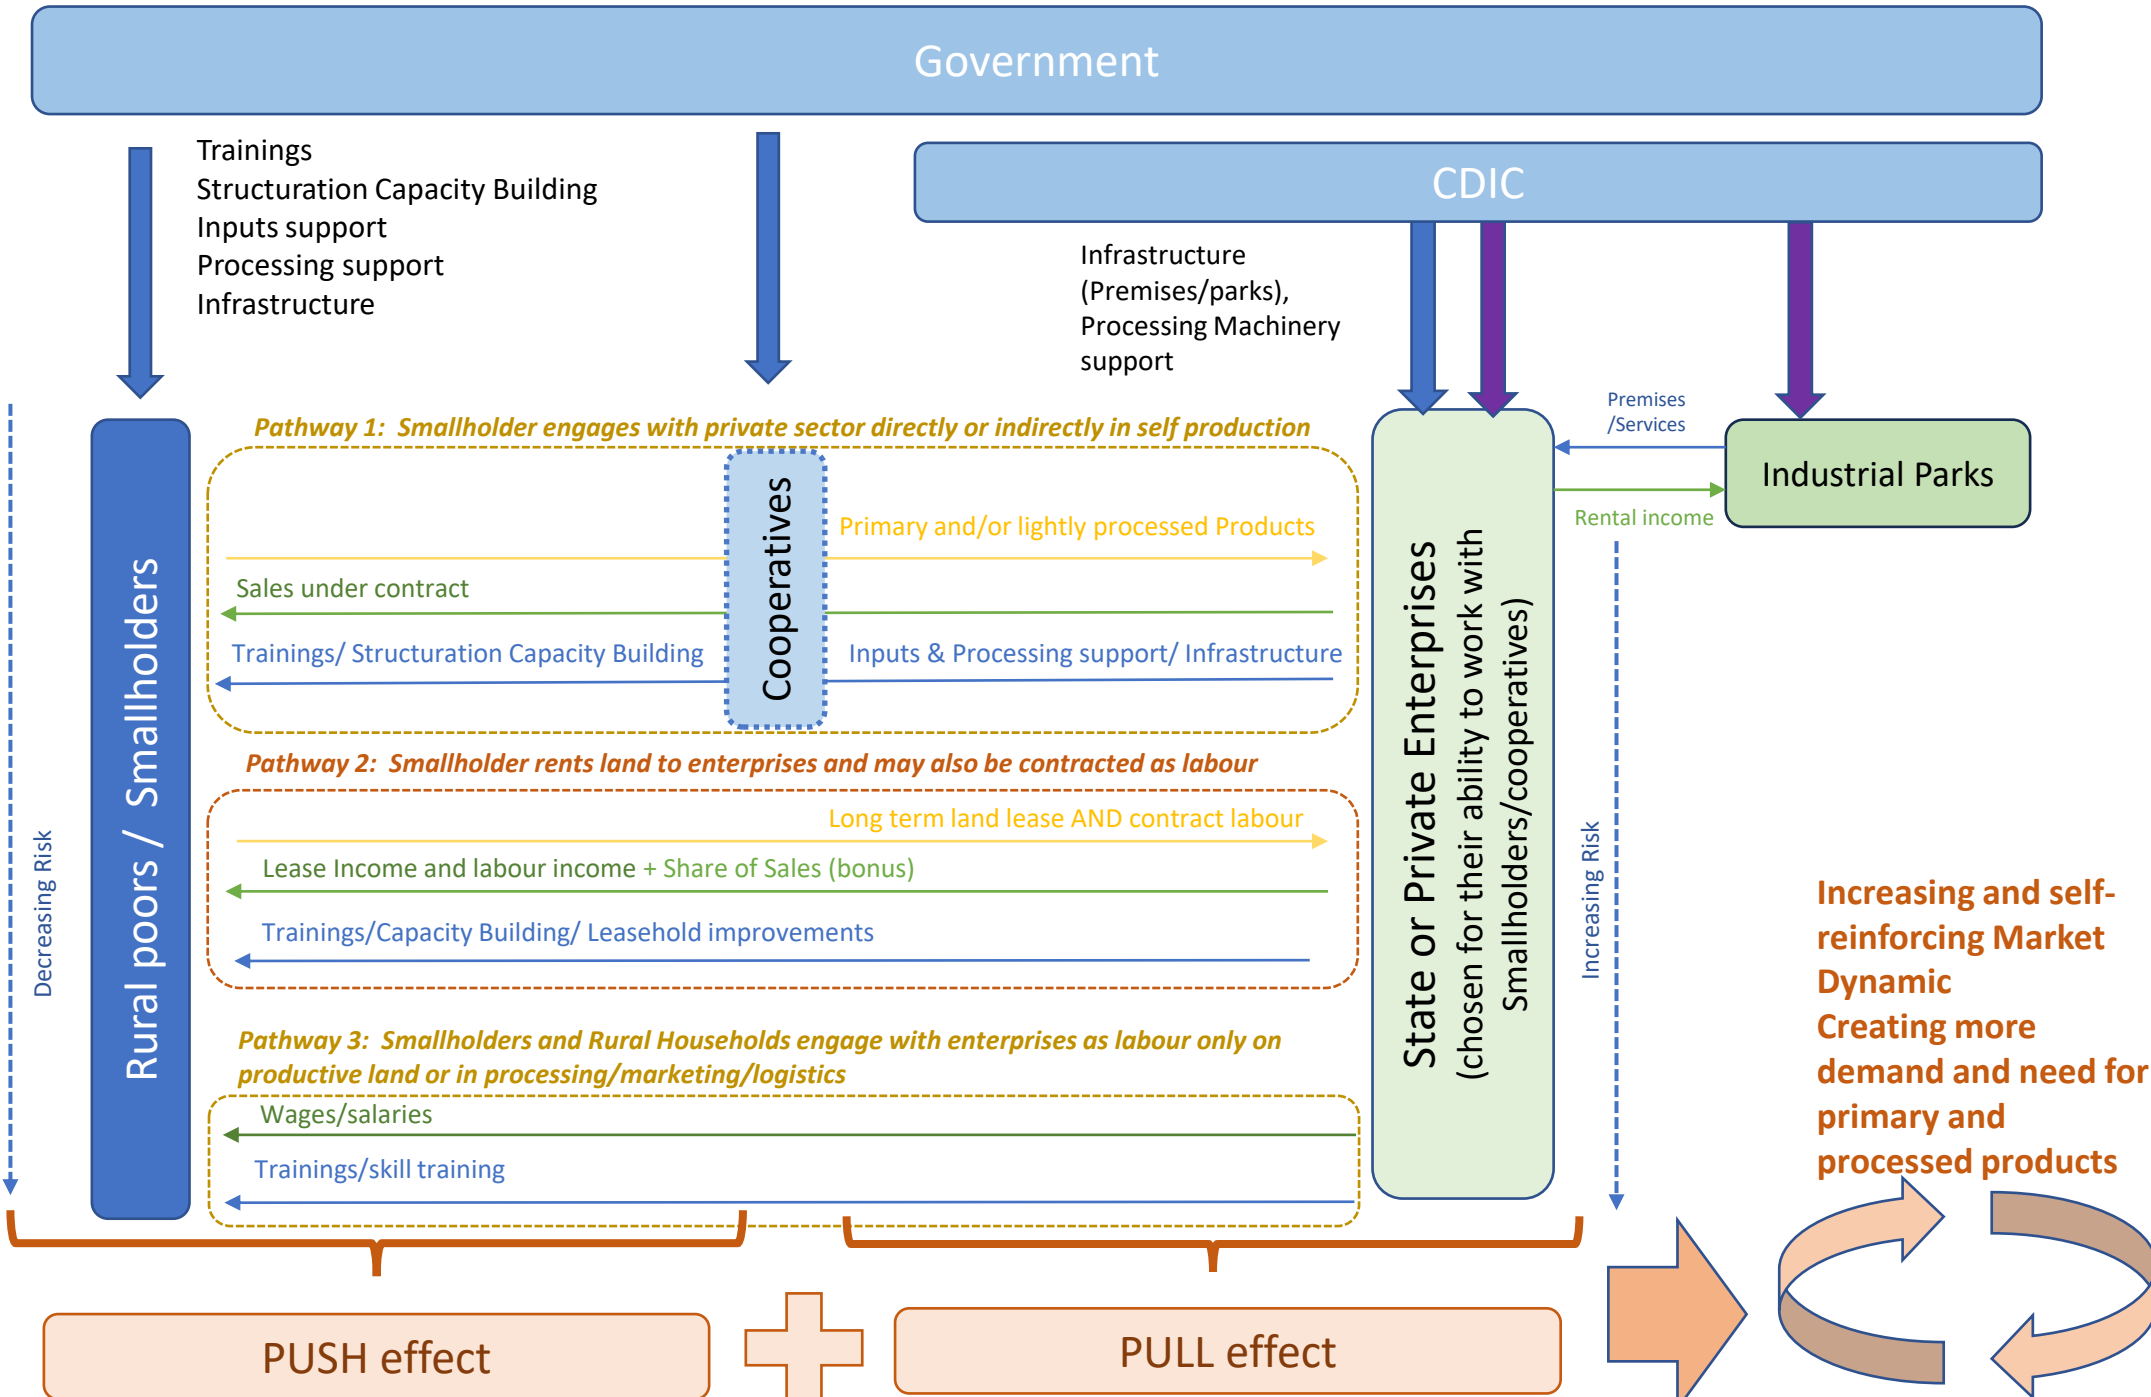 Government
Trainings
Structuration Capacity Building
Inputs support
Processing support
Infrastructure
CDIC
Infrastructure
(Premises/parks),
Processing Machinery
support
Premises
/Services
Industrial Parks
Rental income
Pathway 1:  Smallholder engages with private sector directly or indirectly in self production
Cooperatives
Primary and/or lightly processed Products
Sales under contract
Trainings/ Structuration Capacity Building
Inputs & Processing support/ Infrastructure
Rural poors /  Smallholders
State or Private Enterprises
(chosen for their ability to work with
Smallholders/cooperatives)
Pathway 2:  Smallholder rents land to enterprises and may also be contracted as labour
Long term land lease AND contract labour
Lease Income and labour income + Share of Sales (bonus)
Trainings/Capacity Building/ Leasehold improvements
Decreasing Risk
Increasing Risk
Pathway 3:  Smallholders and Rural Households engage with enterprises as labour only on
productive land or in processing/marketing/logistics
Wages/salaries
Trainings/skill training
Increasing and self-
reinforcing Market
Dynamic
Creating more
demand and need for
primary and
processed products
PUSH effect
PULL effect